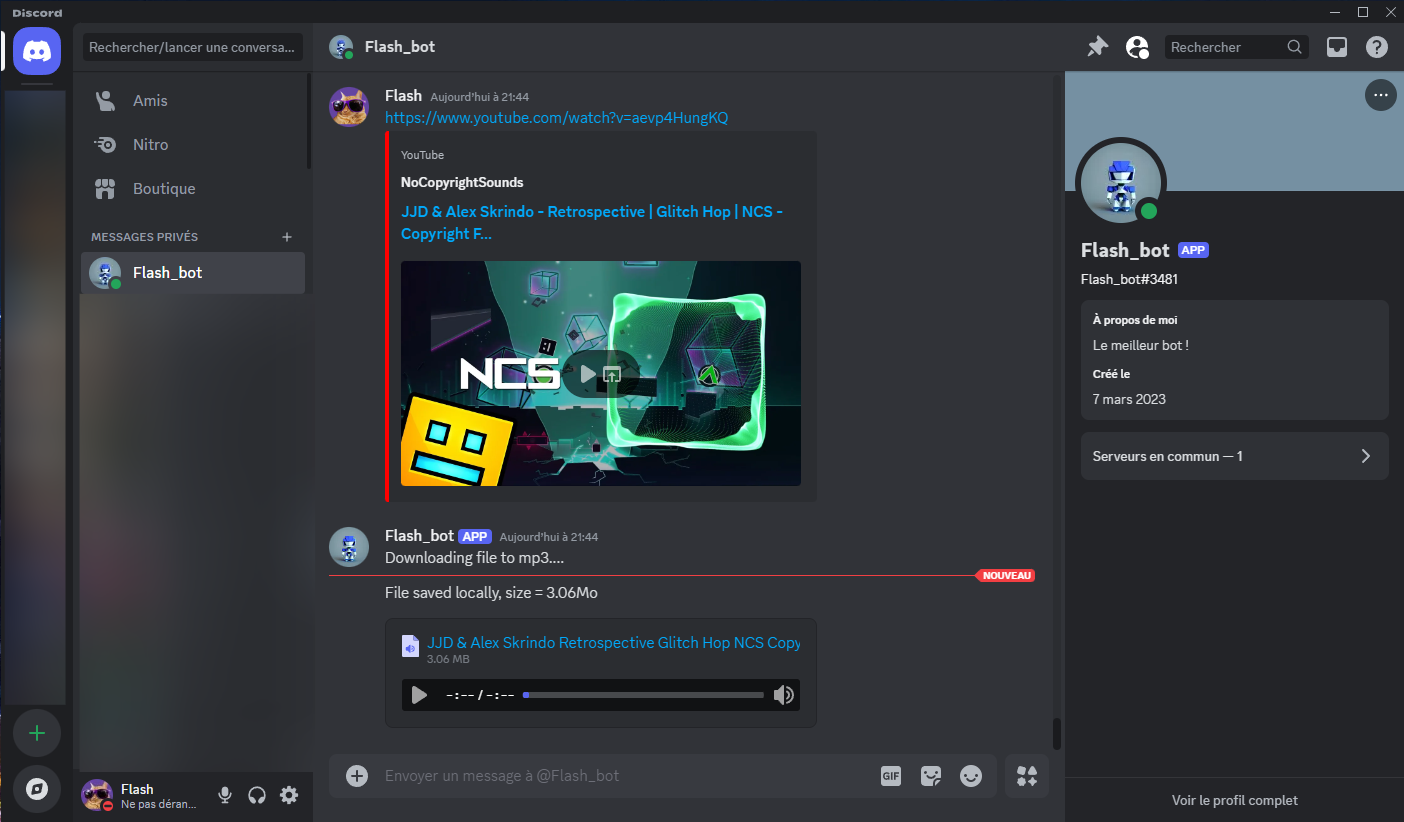 Discord
Rechercher/lancer une conversa...
Amis
Nitro
Boutique
MESSAGES PRIVÉS
Flash_bot
Flash
Ne pas déran...
Flash_bot
Rechercher
Flash Aujourd'hui à 21:44
https://www.youtube.com/watch?v=aevp4HungKQ
YouTube
NoCopyrightSounds
JJD & Alex Skrindo - Retrospective | Glitch Hop | NCS -
Copyright F...
NCS
Flash_bot APP Aujourd'hui à 21:44
Downloading file to mp3....
NOUVEAU
File saved locally, size = 3.06Mo
JJD & Alex Skrindo Retrospective Glitch Hop NCS Copy
3.06 MB
-:-- / -:--
Envoyer un message à @Flash_bot
GIF
Flash_bot APP
Flash_bot#3481
À propos de moi
Le meilleur bot !
Créé le
7 mars 2023
Serveurs en commun — 1
Voir le profil complet